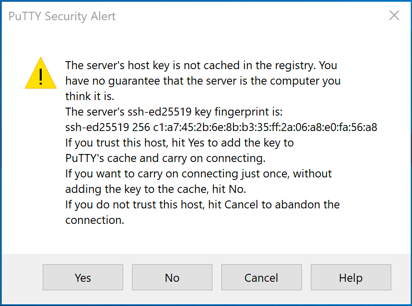 PuTTY Security Alert
The server's host key is not cached in the registry. You
have no guarantee that the server is the computer you
think it is.
The server's ssh-ed25519 key fingerprint is:
ssh-ed25519 256 c1:a7:45:2b:6e:8b:b3:35:ff:2a:06:a8:e0:fa:56:a8
If you trust this host, hit Yes to add the key to
PuTTY's cache and carry on connecting.
If you want to carry on connecting just once, without
adding the key to the cache, hit No.
If you do not trust this host, hit Cancel to abandon the
connection.
Yes No Cancel Help